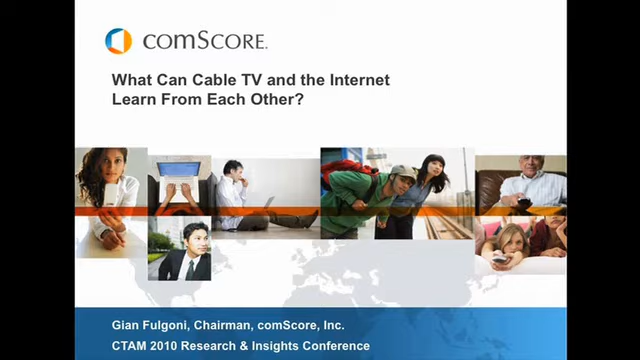 comScore.
What Can Cable TV and the Internet
Learn From Each Other?
Gian Fulgoni, Chairman, comScore, Inc.
CTAM 2010 Research & Insights Conference